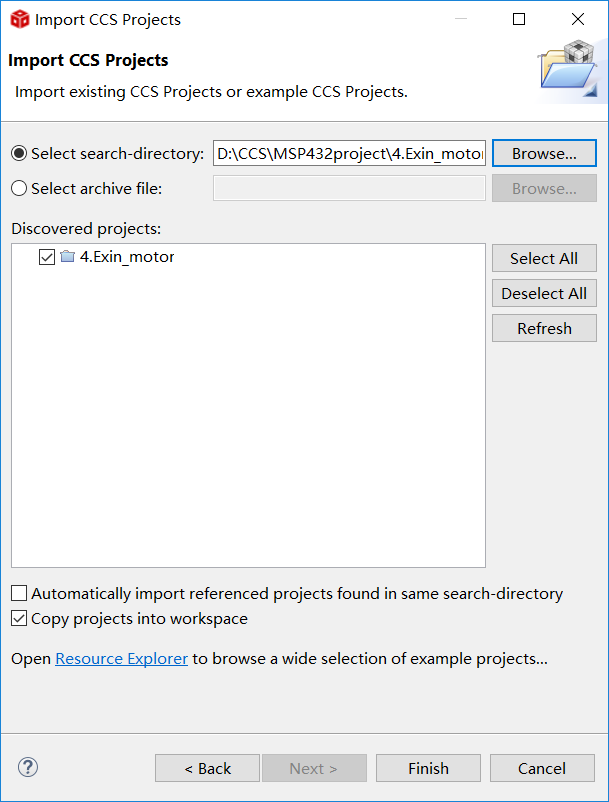 Import CCS Projects
Import CCS Projects
Import existing CCS Projects or example CCS Projects.
Select search-directory: D:\CCS\MSP432project\4.Exin_motor Browse...
Select archive file: Browse...
Discovered projects:
4.Exin_motor
Select All
Deselect All
Refresh
Automatically import referenced projects found in same search-directory
Copy projects into workspace
Open Resource Explorer to browse a wide selection of example projects...
? < Back Next > Finish Cancel